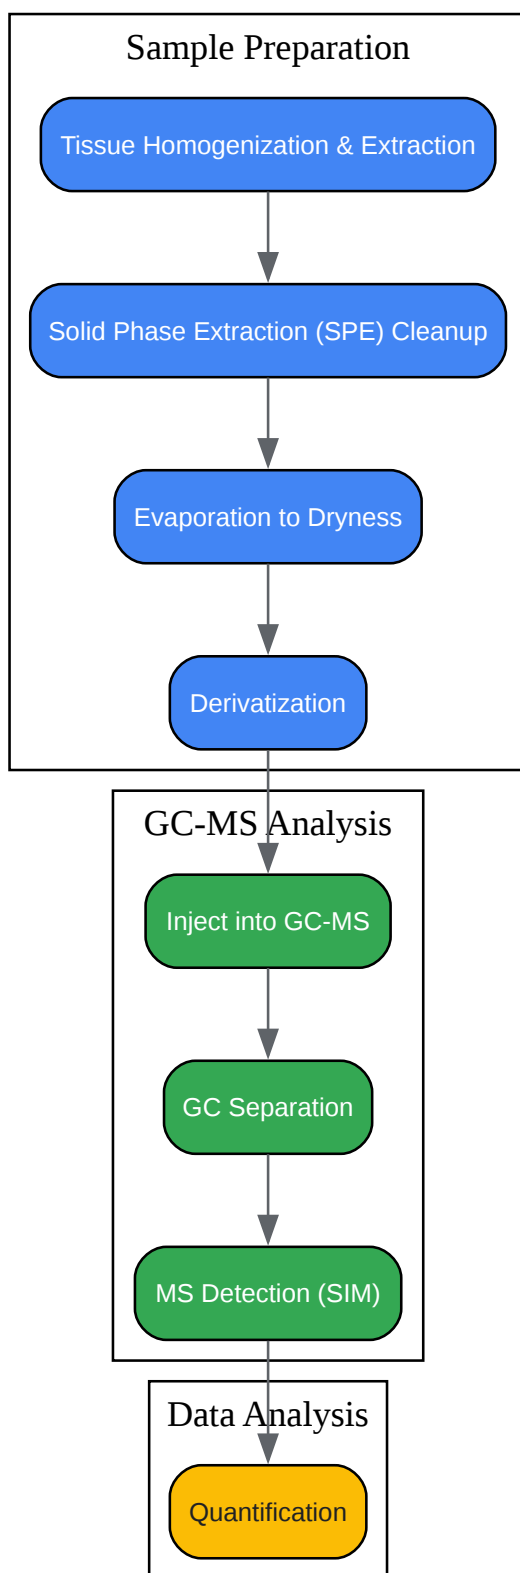 Sample Preparation
Tissue Homogenization & Extraction
Solid Phase Extraction (SPE) Cleanup
Evaporation to Dryness
Derivatization
GC-MS Analysis
Inject into GC-MS
GC Separation
MS Detection (SIM)
Data Analysis
Quantification